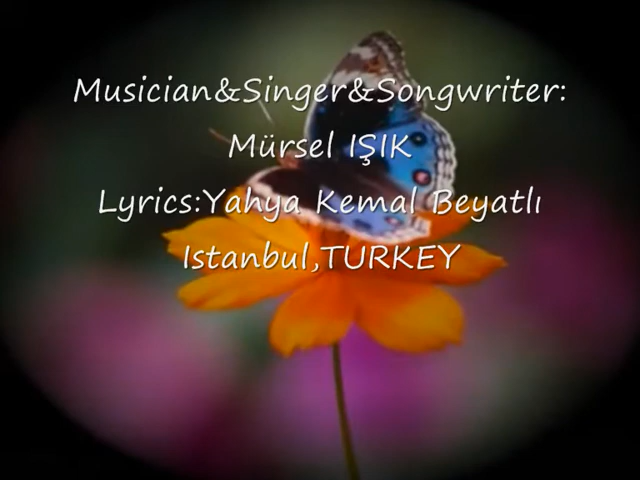 Musician&Singer&Songwriter:
Mürsel IŞIK
Lyrics:Yahya Kemal Beyatlı
Istanbul,TURKEY